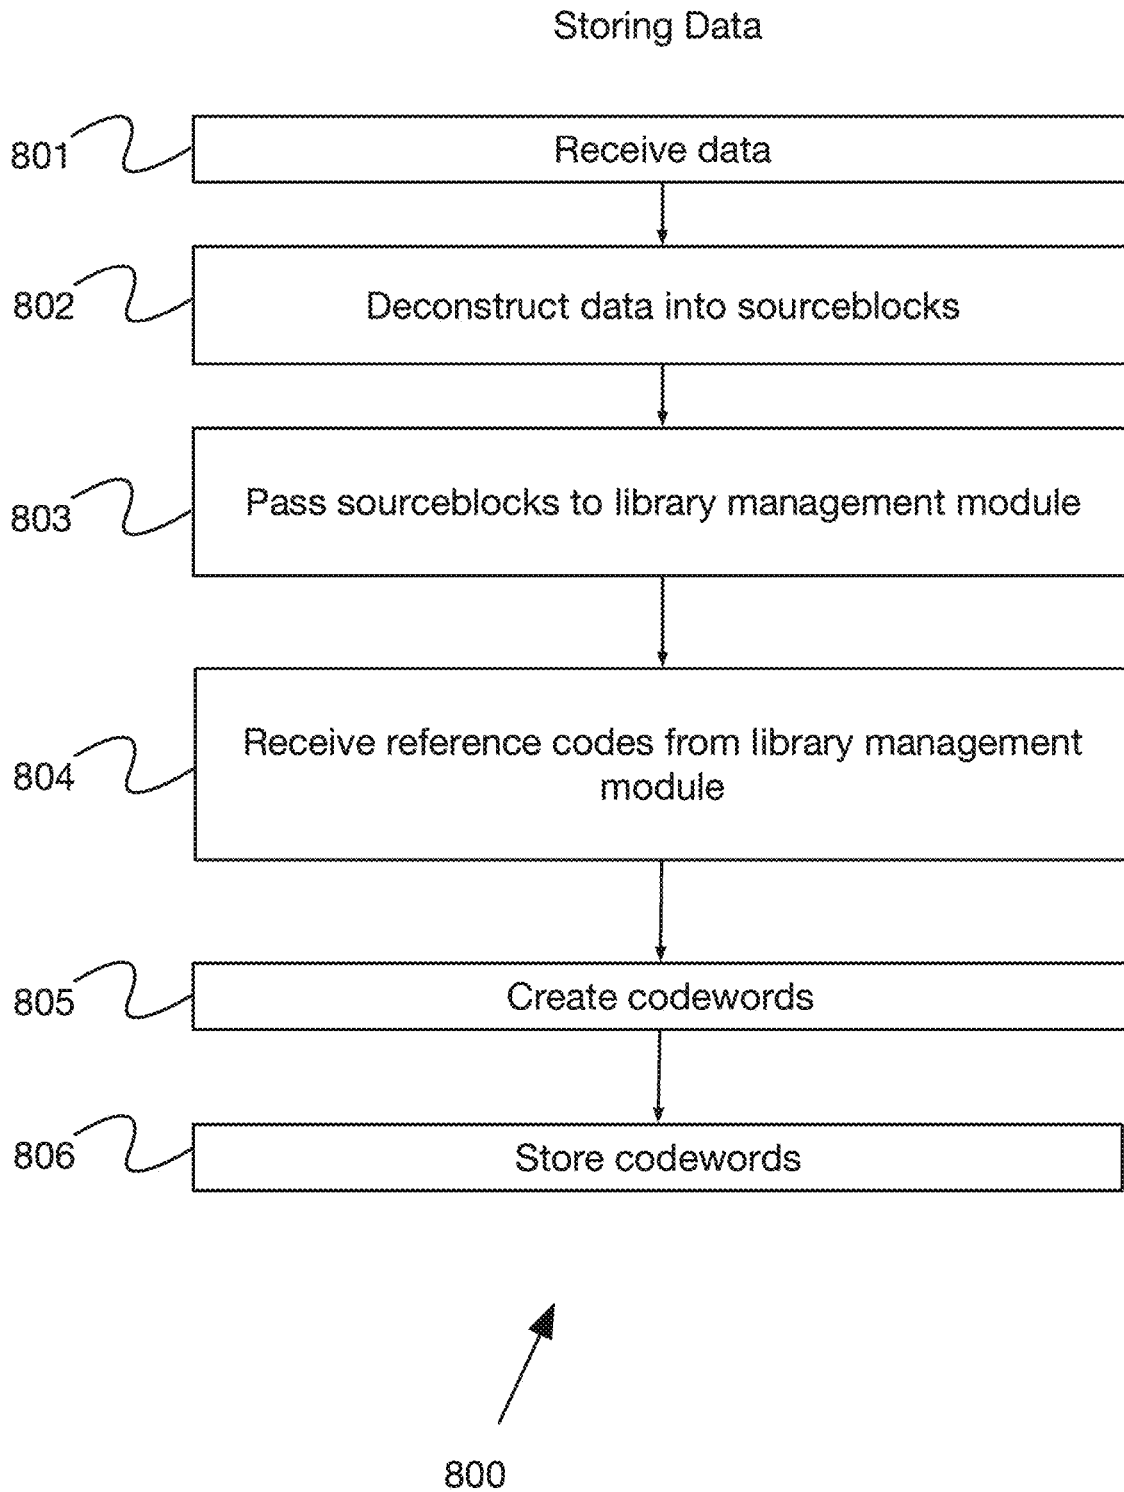 Storing Data
801
Receive data
802
Deconstruct data into sourceblocks
803
Pass sourceblocks to library management module
804
Receive reference codes from library management
module
805
Create codewords
806
Store codewords
800